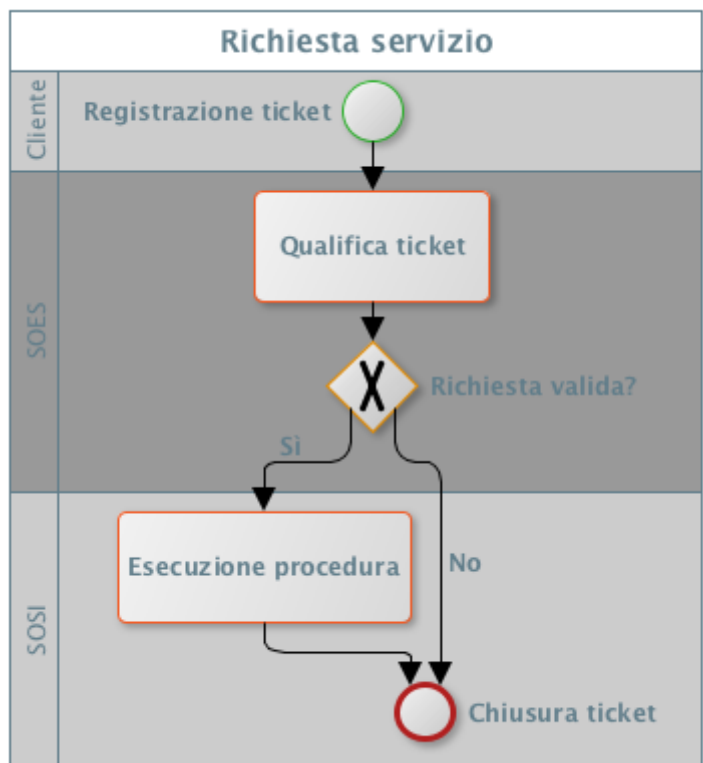 Richiesta servizio
Cliente
Registrazione ticket
SOES
Qualifica ticket
Richiesta valida?
Sì
SOSI
Esecuzione procedura
No
Chiusura ticket